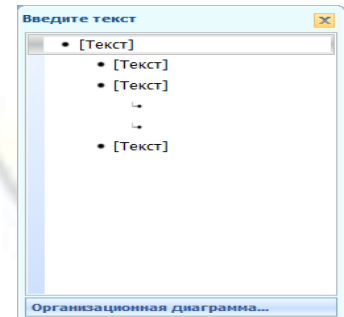 Введите текст
• [Текст]
• [Текст]
• [Текст]
• [Текст]
Организационная диаграмма...